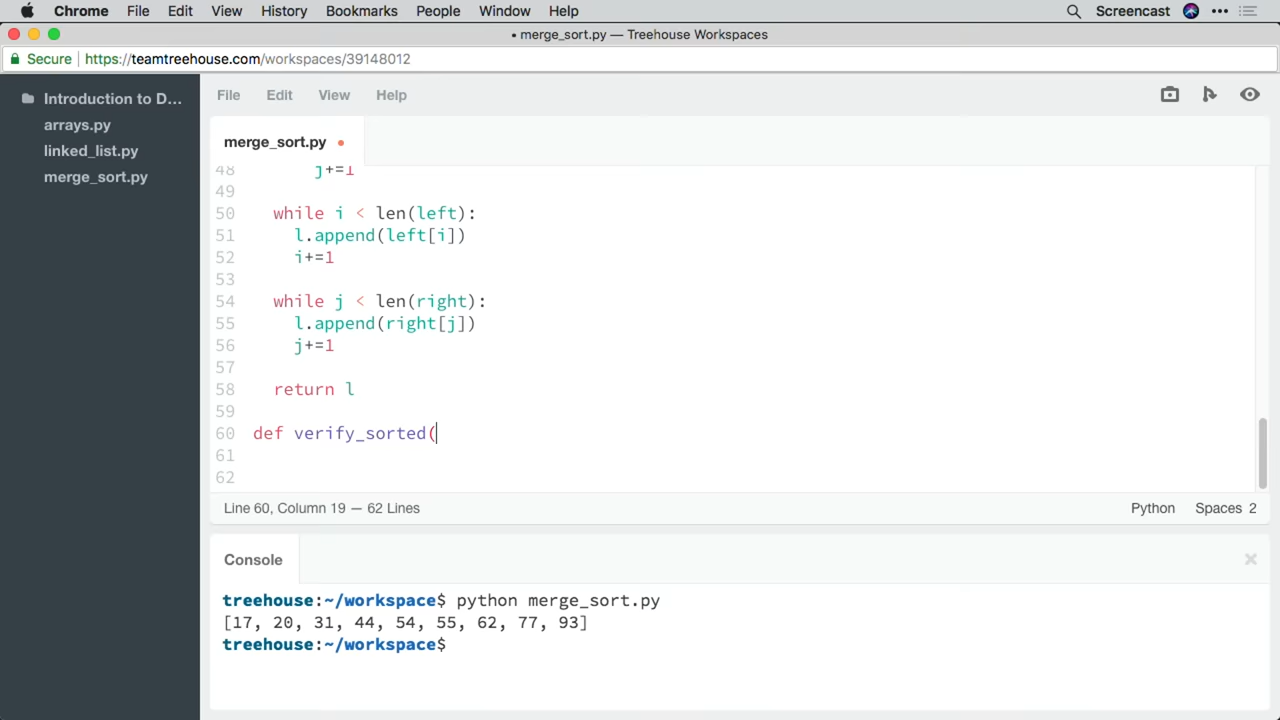 Chrome File Edit View History Bookmarks People Window Help Screencast
• merge_sort.py — Treehouse Workspaces
Secure https://teamtreehouse.com/workspaces/39148012
Introduction to D...
arrays.py
linked_list.py
merge_sort.py
File Edit View Help
merge_sort.py
48 j+=1
49
50 while i < len(left):
51 l.append(left[i])
52 i+=1
53
54 while j < len(right):
55 l.append(right[j])
56 j+=1
57
58 return l
59
60 def verify_sorted(
61
62
Line 60, Column 19 — 62 Lines Python Spaces 2
Console
treehouse:~/workspace$ python merge_sort.py
[17, 20, 31, 44, 54, 55, 62, 77, 93]
treehouse:~/workspace$